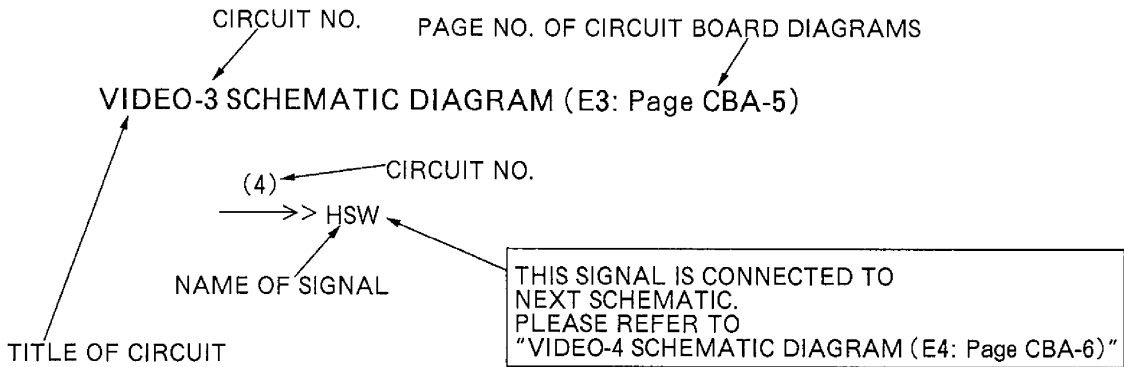 CIRCUIT NO.
PAGE NO. OF CIRCUIT BOARD DIAGRAMS
VIDEO-3 SCHEMATIC DIAGRAM (E3: Page CBA-5)
(4)
CIRCUIT NO.
>> HSW
NAME OF SIGNAL
TITLE OF CIRCUIT
THIS SIGNAL IS CONNECTED TO
NEXT SCHEMATIC.
PLEASE REFER TO
"VIDEO-4 SCHEMATIC DIAGRAM (E4: Page CBA-6)"